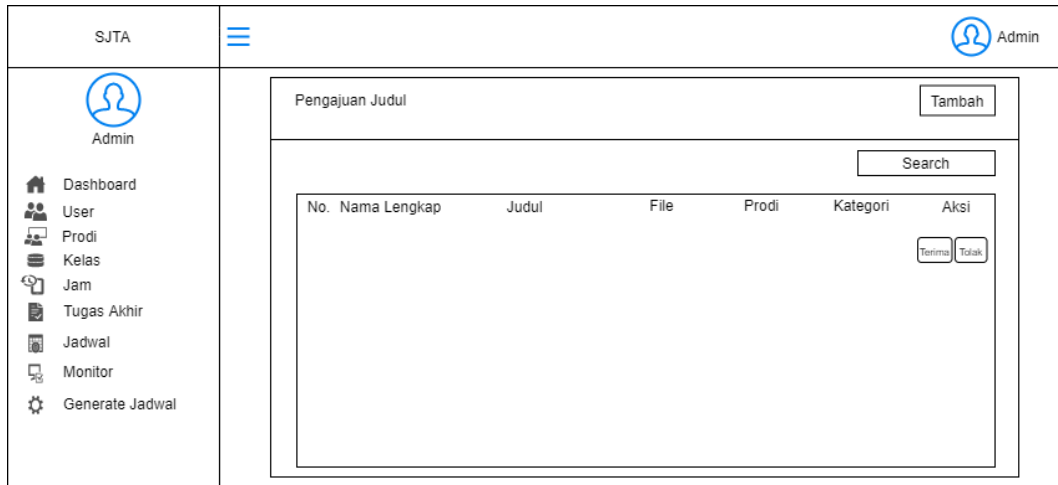 SJTA
Admin
Admin
Dashboard
User
Prodi
Kelas
Jam
Tugas Akhir
Jadwal
Monitor
Generate Jadwal
Pengajuan Judul
Tambah
Search
No. Nama Lengkap Judul File Prodi Kategori Aksi
Terima Tolak